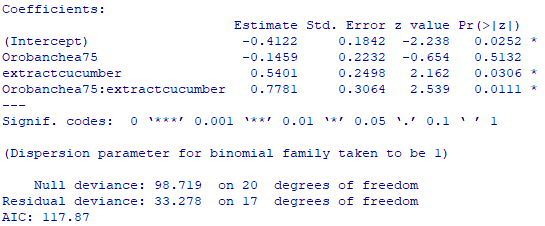 Coefficients:
Estimate Std. Error z value Pr(>|z|)
(Intercept) -0.4122 0.1842 -2.238 0.0252 *
Orobanchea75 -0.1459 0.2232 -0.654 0.5132
extractcucumber 0.5401 0.2498 2.162 0.0306 *
Orobanchea75:extractcucumber 0.7781 0.3064 2.539 0.0111 *
---
Signif. codes: 0 ‘***’ 0.001 ‘**’ 0.01 ‘*’ 0.05 ‘.’ 0.1 ‘ ’ 1
(Dispersion parameter for binomial family taken to be 1)
Null deviance: 98.719 on 20 degrees of freedom
Residual deviance: 33.278 on 17 degrees of freedom
AIC: 117.87